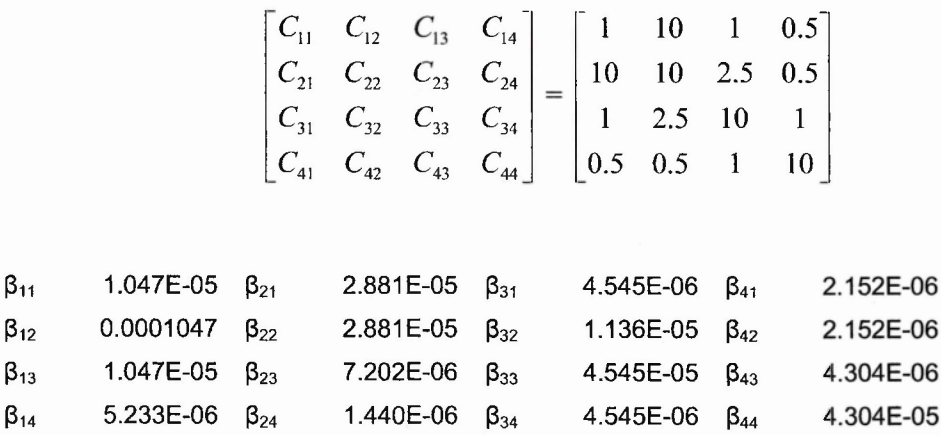 C11 C12 C13 C14 1 10 1 0.5
C21 C22 C23 C24 10 10 2.5 0.5
=
C31 C32 C33 C34 1 2.5 10 1
C41 C42 C43 C44 0.5 0.5 1 10
β11 1.047E-05 β21 2.881E-05 β31 4.545E-06 β41 2.152E-06
β12 0.0001047 β22 2.881E-05 β32 1.136E-05 β42 2.152E-06
β13 1.047E-05 β23 7.202E-06 β33 4.545E-05 β43 4.304E-06
β14 5.233E-06 β24 1.440E-06 β34 4.545E-06 β44 4.304E-05